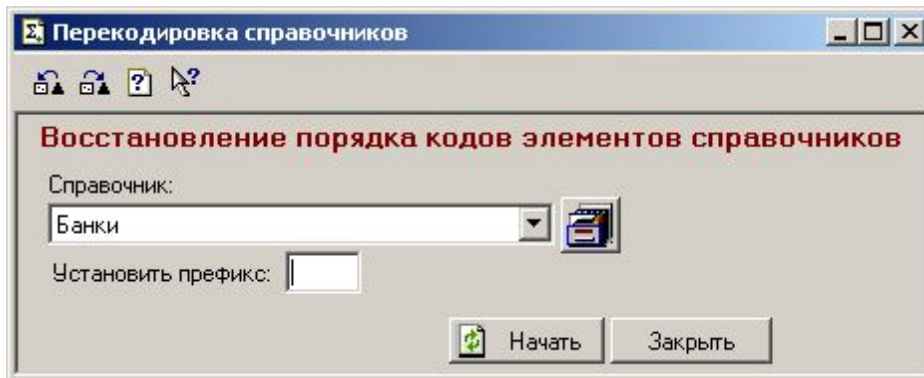 Перекодировка справочников
Восстановление порядка кодов элементов справочников
Справочник:
Банки
Установить префикс:
Начать Закрыть